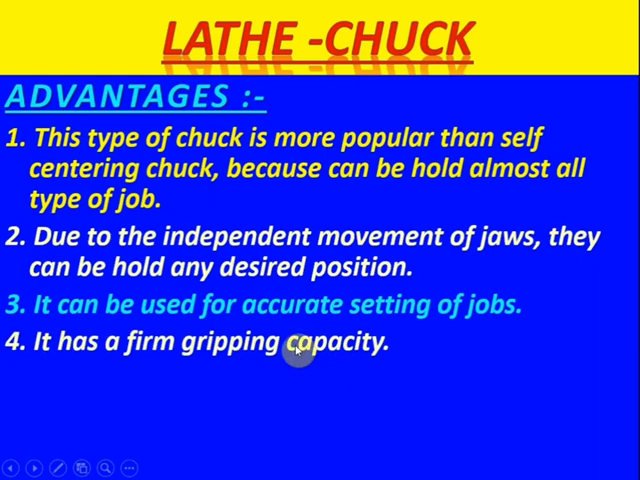 LATHE -CHUCK
ADVANTAGES :-
1. This type of chuck is more popular than self
centering chuck, because can be hold almost all
type of job.
2. Due to the independent movement of jaws, they
can be hold any desired position.
3. It can be used for accurate setting of jobs.
4. It has a firm gripping capacity.